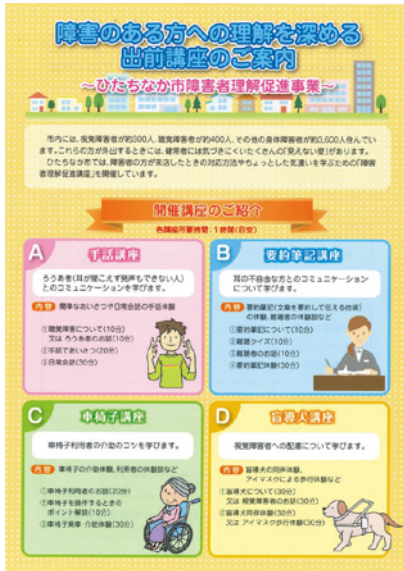 障害のある方への理解を深める
出前講座のご案内
～ひたちなか市障害者理解促進事業～
市内には、視覚障害者が約300人、聴覚障害者が約400人、その他の身体障害者が約3,600人住んでい
ます。これらの方が外出するときには、健常者には気づきにくいたくさんの「見えない壁」があります。
ひたちなか市では、障害者の方が来店したときの対応方法やちょっとした気遣いを学ぶための「障害
者理解促進講座」を開催しています。
開催講座のご紹介
各講座所要時間：1時間(目安)
A 手話講座
ろうあ者(耳が聞こえず発声もできない人)
とのコミュニケーションを学びます。
内容 簡単なあいさつや日常会話の手話体験
①聴覚障害について(10分)
又は ろうあ者のお話(10分)
②手話であいさつ(20分)
③日常会話(30分)
B 要約筆記講座
耳の不自由な方とのコミュニケーション
について学びます。
内容 要約筆記(文章を要約して伝える技術)
の体験、難聴者の体験談など
①要約筆記について(10分)
②難聴クイズ(10分)
③難聴者のお話(10分)
④要約筆記体験(30分)
C 車椅子講座
車椅子利用者の介助のコツを学びます。
内容 車椅子の介助体験、利用者の体験談など
①車椅子利用者のお話(20分)
②車椅子を操作するときの
ポイント解説(10分)
③車椅子乗車・介助体験(30分)
D 盲導犬講座
視覚障害者への配慮について学びます。
内容 盲導犬の同伴体験、
アイマスクによる歩行体験など
①盲導犬について(30分)
又は 視覚障害者のお話(30分)
②盲導犬同伴体験(30分)
又は アイマスク歩行体験(30分)